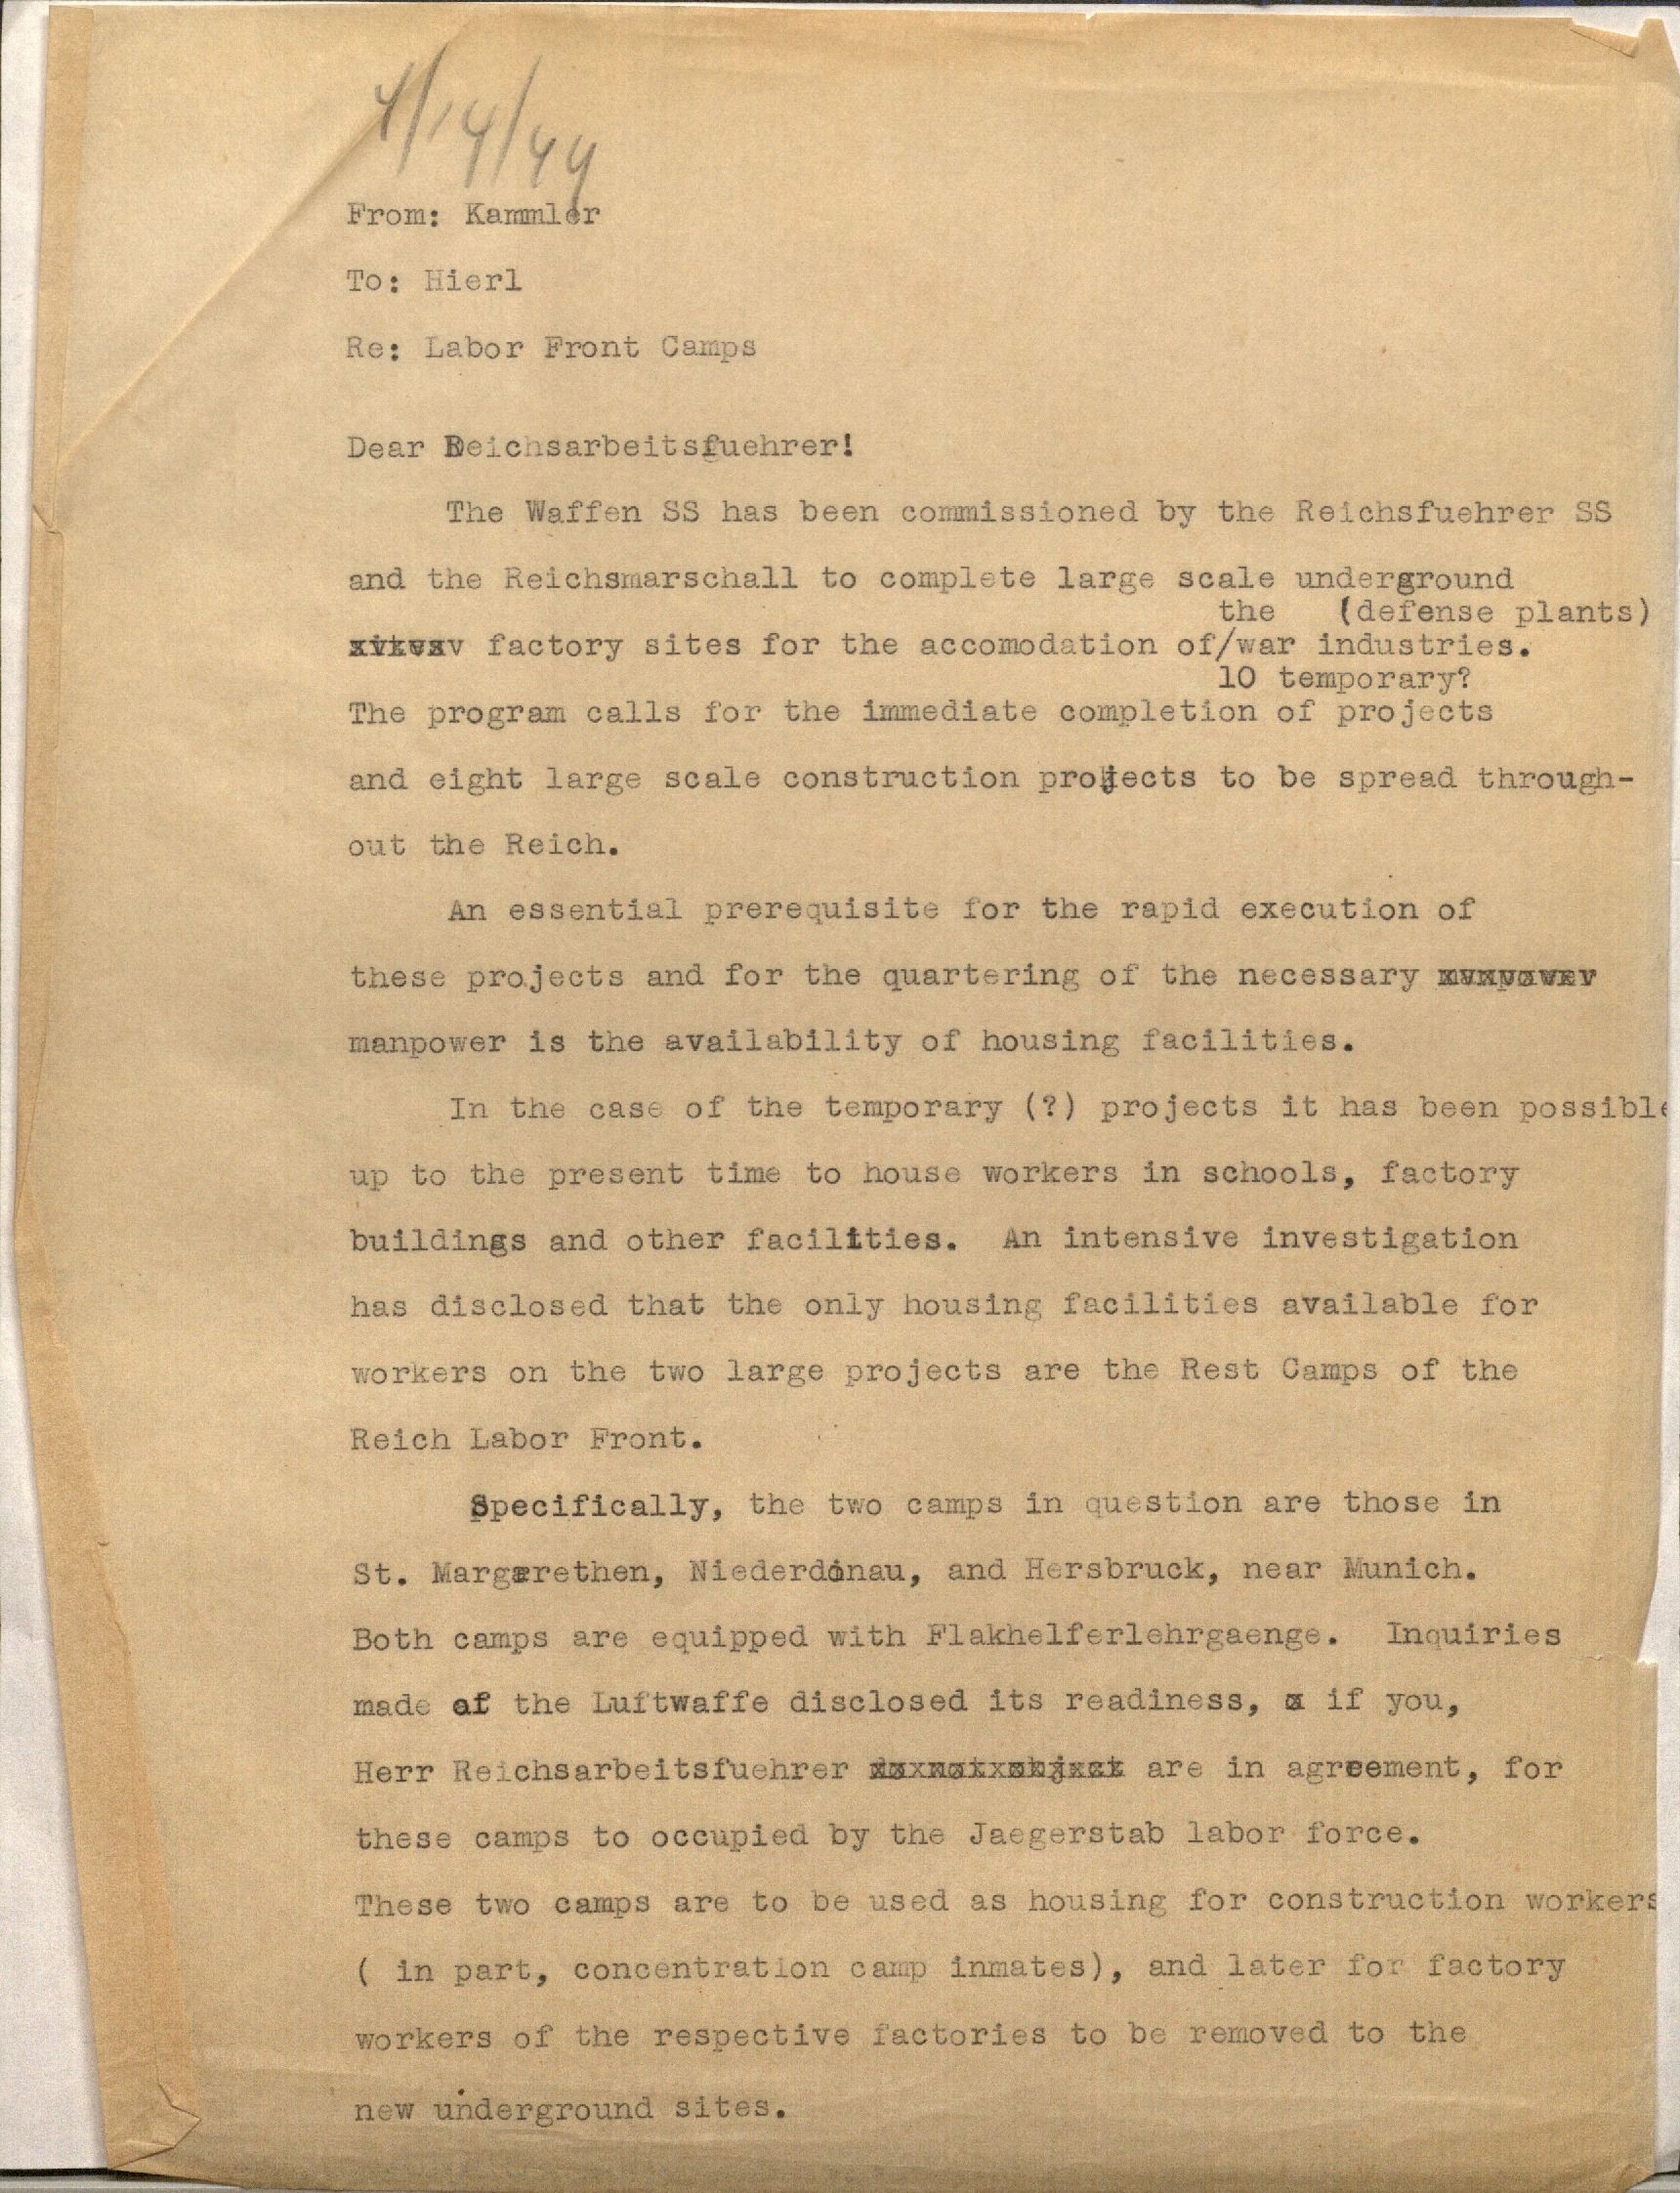 4/14/44
From: Kammler
To: Hierl
Re: Labor Front Camps
Dear Reichsarbeitsfuehrer!
The Waffen SS has been commissioned by the Reichsfuehrer SS
and the Reichsmarschall to complete large scale underground
the (defense plants)
factory sites for the accomodation of/war industries.
10 temporary?
The program calls for the immediate completion of projects
and eight large scale construction projects to be spread through-
out the Reich.
An essential prerequisite for the rapid execution of
these projects and for the quartering of the necessary
manpower is the availability of housing facilities.
In the case of the temporary (?) projects it has been possible
up to the present time to house workers in schools, factory
buildings and other facilities. An intensive investigation
has disclosed that the only housing facilities available for
workers on the two large projects are the Rest Camps of the
Reich Labor Front.
Specifically, the two camps in question are those in
St. Margarethen, Niederdonau, and Hersbruck, near Munich.
Both camps are equipped with Flakhelferlehrgaenge. Inquiries
made of the Luftwaffe disclosed its readiness, if you,
Herr Reichsarbeitsfuehrer are in agreement, for
these camps to occupied by the Jaegerstab labor force.
These two camps are to be used as housing for construction workers
( in part, concentration camp inmates), and later for factory
workers of the respective factories to be removed to the
new underground sites.